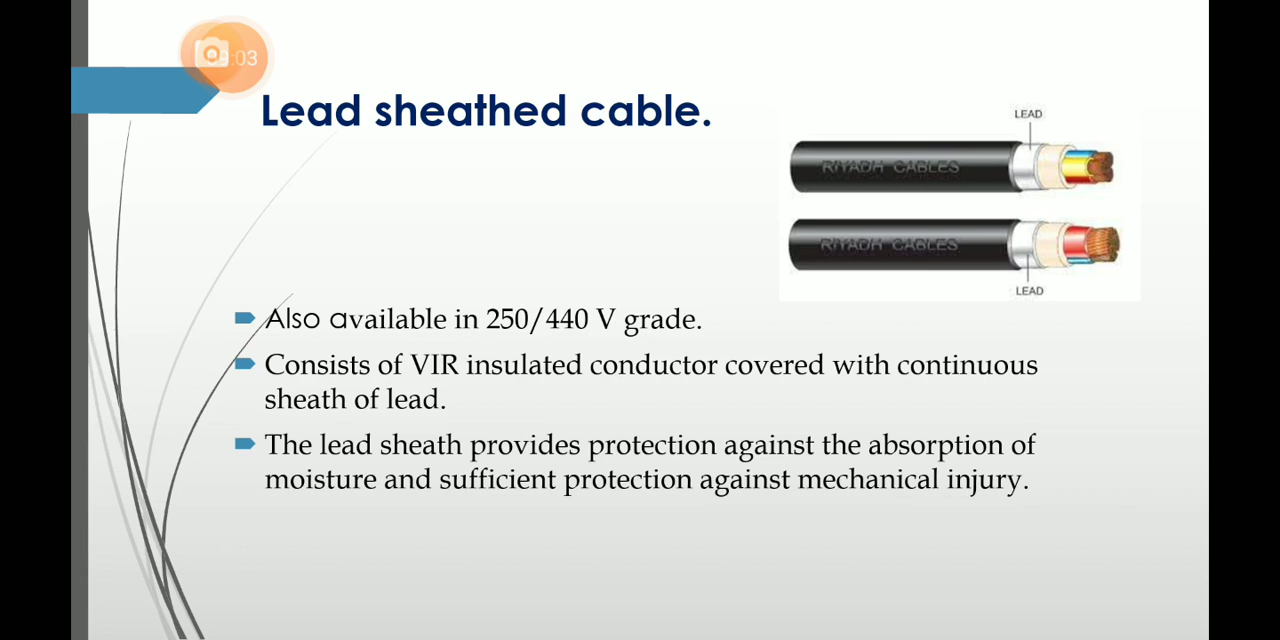 09:03
Lead sheathed cable.
LEAD
RIYADH CABLES
RIYADH CABLES
LEAD
Also available in 250/440 V grade.
Consists of VIR insulated conductor covered with continuous
sheath of lead.
The lead sheath provides protection against the absorption of
moisture and sufficient protection against mechanical injury.